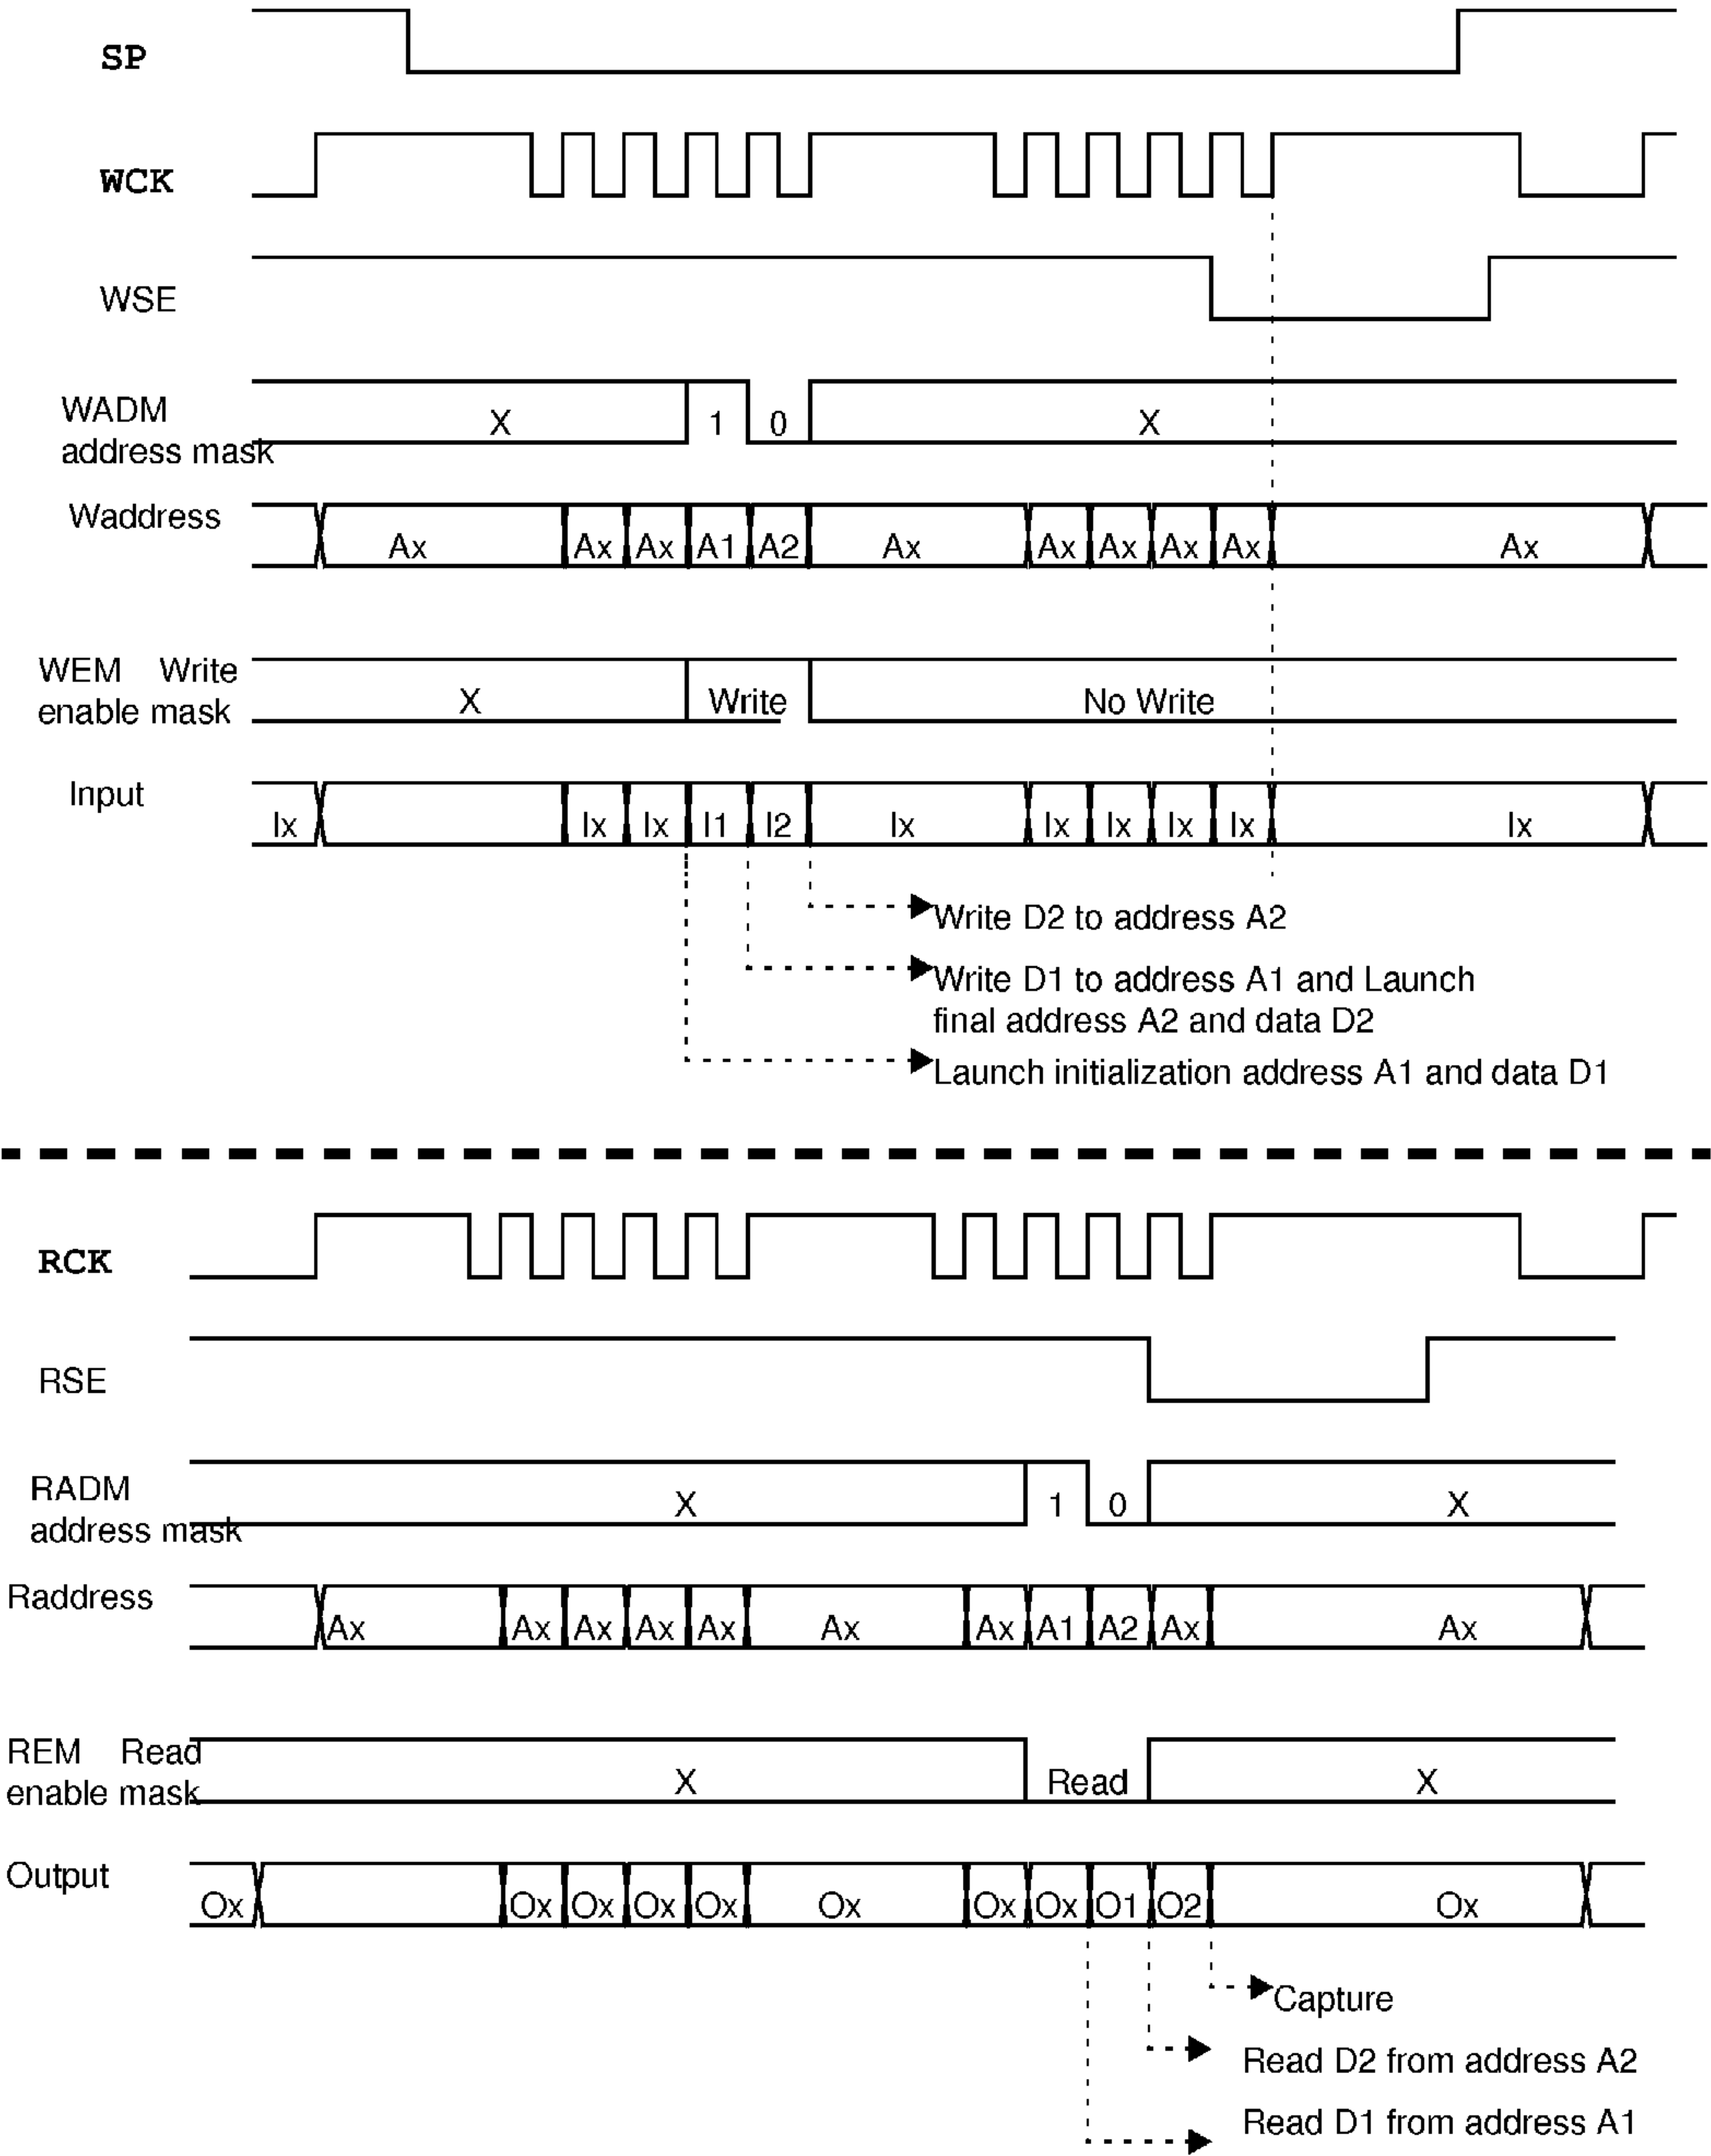 SP
WCK
WSE
WADM
address mask
X 1 0 X
Waddress
Ax Ax Ax A1 A2 Ax Ax Ax Ax Ax Ax
WEM Write
enable mask
X Write No Write
Input
Ix Ix Ix I1 I2 Ix Ix Ix Ix Ix Ix
Write D2 to address A2
Write D1 to address A1 and Launch
final address A2 and data D2
Launch initialization address A1 and data D1
RCK
RSE
RADM
address mask
X 1 0 X
Raddress
Ax Ax Ax Ax Ax Ax Ax A1 A2 Ax Ax
REM Read
enable mask
X Read X
Output
Ox Ox Ox Ox Ox Ox Ox Ox O1 O2 Ox
Capture
Read D2 from address A2
Read D1 from address A1